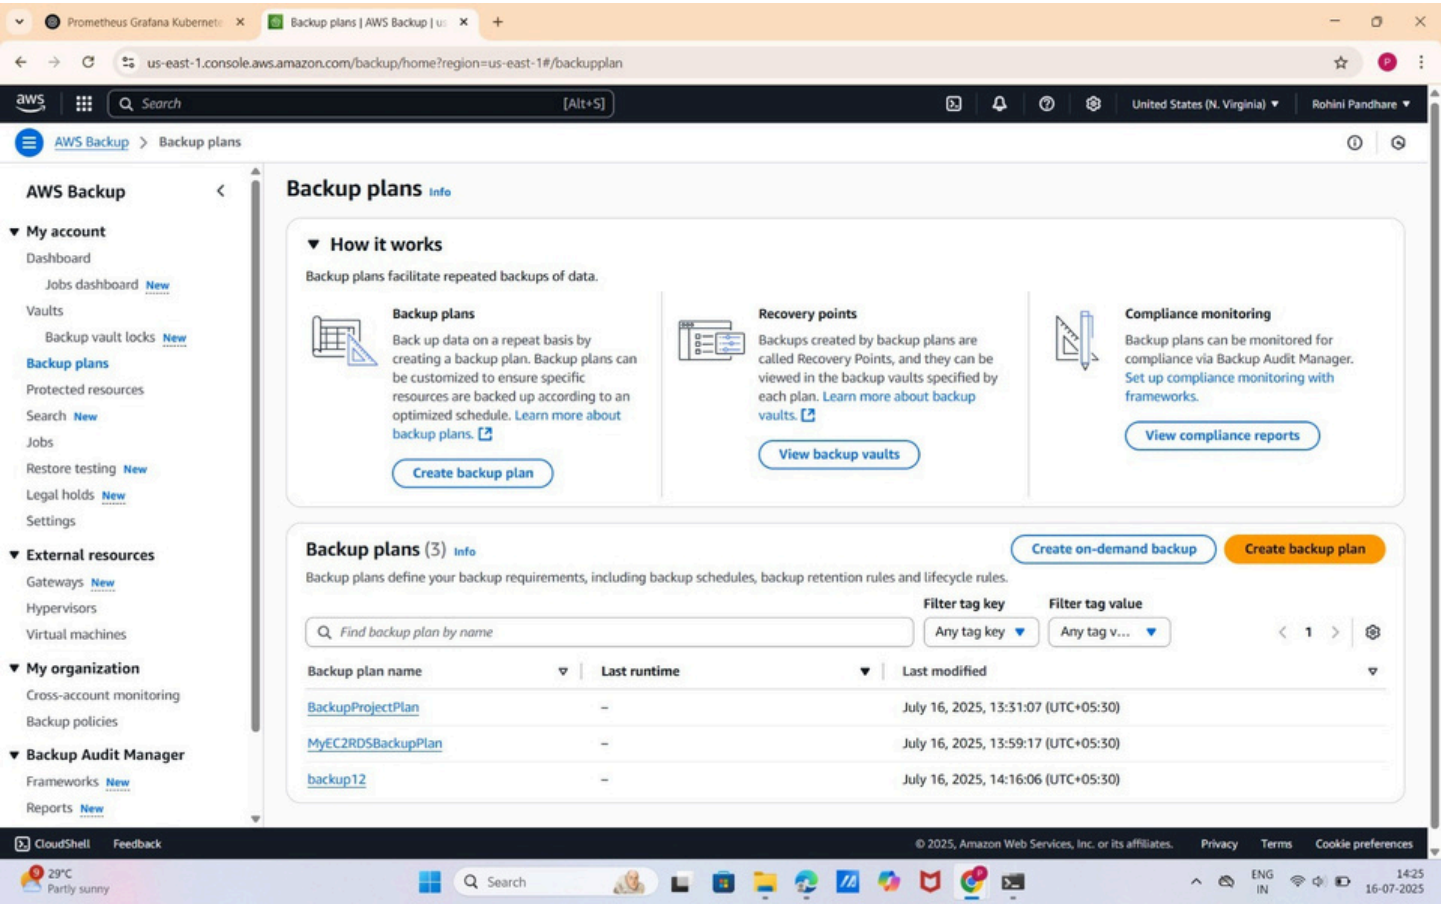 Prometheus Grafana Kubernete
Backup plans | AWS Backup | us
us-east-1.console.aws.amazon.com/backup/home?region=us-east-1#/backupplan
P
aws
Search
[Alt+S]
United States (N. Virginia)
Rohini Pandhare
AWS Backup > Backup plans
AWS Backup
My account
Dashboard
Jobs dashboard New
Vaults
Backup vault locks New
Backup plans
Protected resources
Search New
Jobs
Restore testing New
Legal holds New
Settings
External resources
Gateways New
Hypervisors
Virtual machines
My organization
Cross-account monitoring
Backup policies
Backup Audit Manager
Frameworks New
Reports New
Backup plans Info
How it works
Backup plans facilitate repeated backups of data.
Backup plans
Back up data on a repeat basis by
creating a backup plan. Backup plans can
be customized to ensure specific
resources are backed up according to an
optimized schedule. Learn more about
backup plans.
Create backup plan
Recovery points
Backups created by backup plans are
called Recovery Points, and they can be
viewed in the backup vaults specified by
each plan. Learn more about backup
vaults.
View backup vaults
Compliance monitoring
Backup plans can be monitored for
compliance via Backup Audit Manager.
Set up compliance monitoring with
frameworks.
View compliance reports
Backup plans (3) Info
Create on-demand backup
Create backup plan
Backup plans define your backup requirements, including backup schedules, backup retention rules and lifecycle rules.
Filter tag key
Filter tag value
Find backup plan by name
Any tag key
Any tag v...
1
Backup plan name
Last runtime
Last modified
BackupProjectPlan – July 16, 2025, 13:31:07 (UTC+05:30)
MyEC2RDSBackupPlan – July 16, 2025, 13:59:17 (UTC+05:30)
backup12 – July 16, 2025, 14:16:06 (UTC+05:30)
CloudShell
Feedback
© 2025, Amazon Web Services, Inc. or its affiliates.
Privacy
Terms
Cookie preferences
9
29°C
Partly sunny
Search
ENG
IN
14:25
16-07-2025